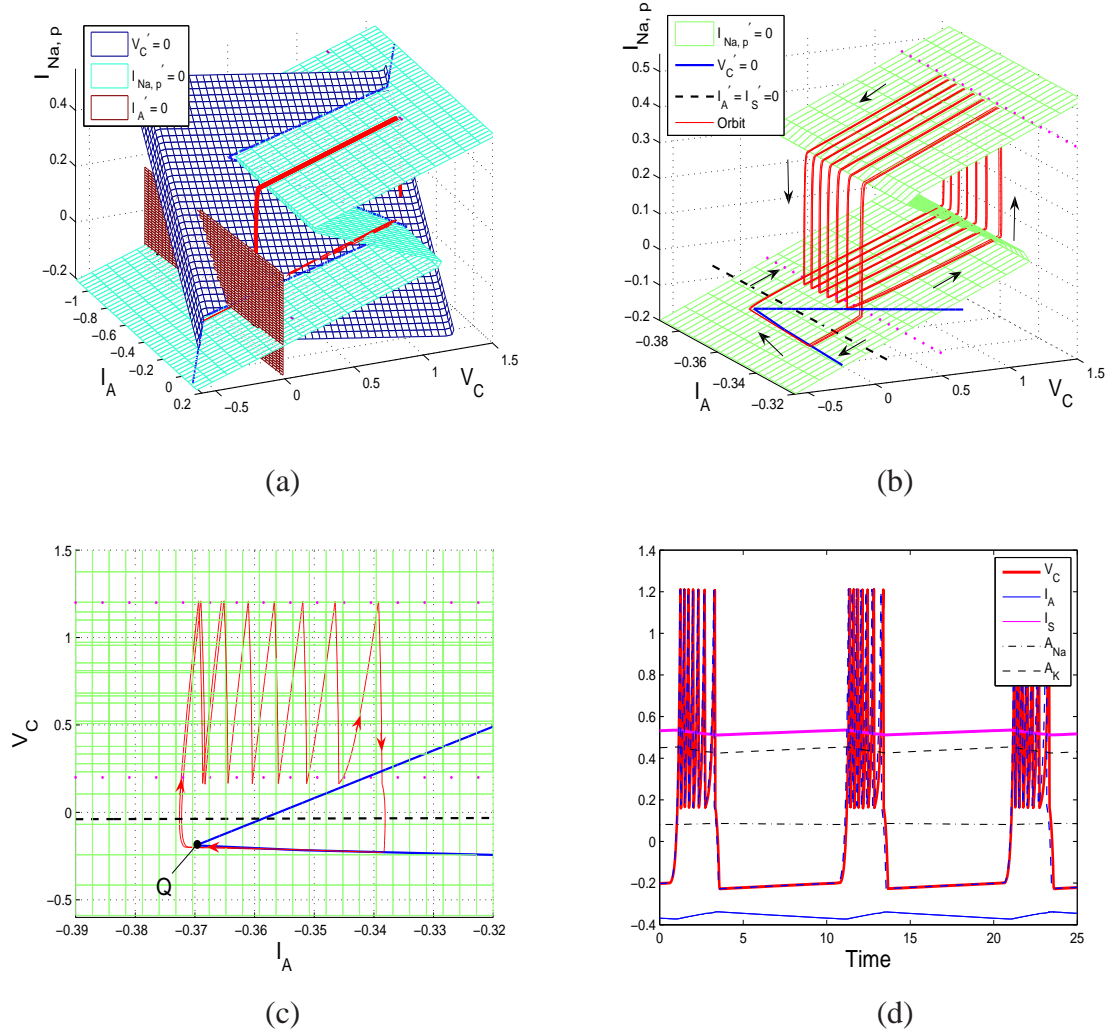 I_Na, p
V_C′ = 0
I_Na, p′ = 0
I_A′ = 0
0.4
0.2
0
−0.2
−1
−0.8
−0.6
−0.4
−0.2
0
0.2
I_A
−0.5
0
0.5
1
1.5
V_C
(a)
I_Na, p
I_Na, p′ = 0
V_C′ = 0
I_A′ = I_S′ =0
Orbit
0.5
0.4
0.3
0.2
0.1
0
−0.1
−0.2
−0.38
−0.36
−0.34
−0.32
I_A
−0.5
0
0.5
1
1.5
V_C
(b)
1.5
1
0.5
0
−0.5
V_C
Q
−0.39
−0.38
−0.37
−0.36
−0.35
−0.34
−0.33
−0.32
I_A
(c)
1.4
1.2
1
0.8
0.6
0.4
0.2
0
−0.2
−0.4
V_C
I_A
I_S
A_Na
A_K
0
5
10
15
20
25
Time
(d)